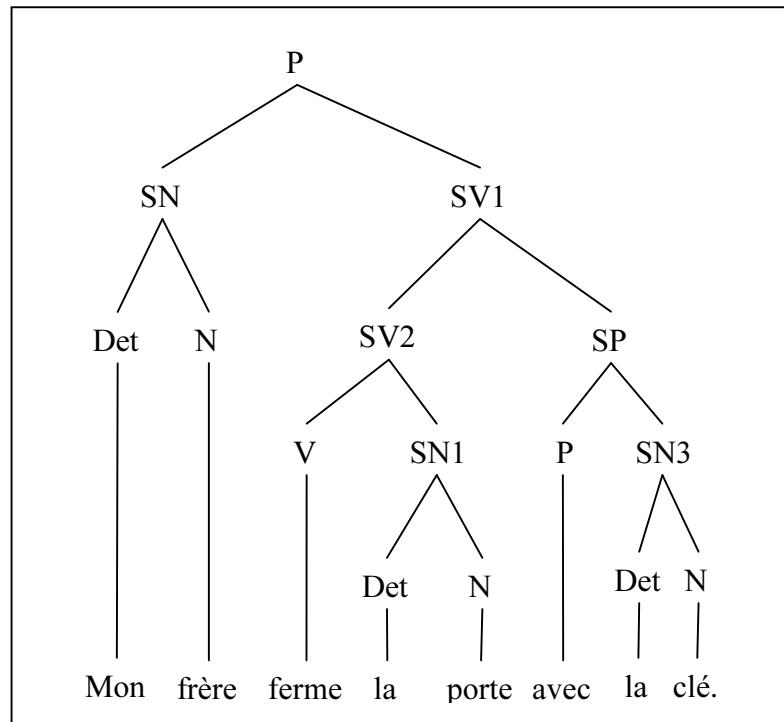 P
SN SV1
Det N SV2 SP
V SN1 P SN3
Det N Det N
Mon frère ferme la porte avec la clé.